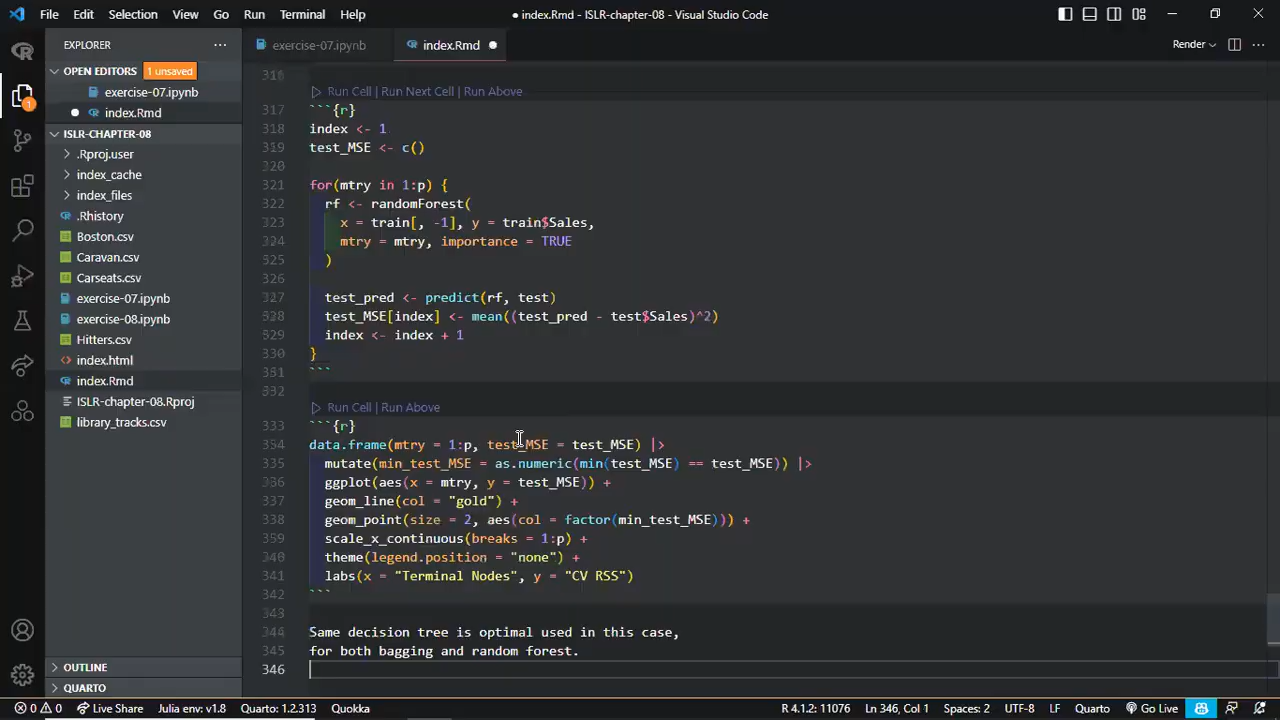 File Edit Selection View Go Run Terminal Help
● index.Rmd - ISLR-chapter-08 - Visual Studio Code
EXPLORER ···
exercise-07.ipynb index.Rmd ● Render
OPEN EDITORS 1 unsaved
exercise-07.ipynb
● index.Rmd
ISLR-CHAPTER-08
.Rproj.user
index_cache
index_files
.Rhistory
Boston.csv
Caravan.csv
Carseats.csv
exercise-07.ipynb
exercise-08.ipynb
Hitters.csv
index.html
index.Rmd
ISLR-chapter-08.Rproj
library_tracks.csv
OUTLINE
QUARTO
316
Run Cell | Run Next Cell | Run Above
317 ```{r}
318 index <- 1
319 test_MSE <- c()
320
321 for(mtry in 1:p) {
322 rf <- randomForest(
323 x = train[, -1], y = train$Sales,
324 mtry = mtry, importance = TRUE
325 )
326
327 test_pred <- predict(rf, test)
328 test_MSE[index] <- mean((test_pred - test$Sales)^2)
329 index <- index + 1
330 }
331 ```
332
Run Cell | Run Above
333 ```{r}
334 data.frame(mtry = 1:p, test_MSE = test_MSE) |>
335 mutate(min_test_MSE = as.numeric(min(test_MSE) == test_MSE)) |>
336 ggplot(aes(x = mtry, y = test_MSE)) +
337 geom_line(col = "gold") +
338 geom_point(size = 2, aes(col = factor(min_test_MSE))) +
339 scale_x_continuous(breaks = 1:p) +
340 theme(legend.position = "none") +
341 labs(x = "Terminal Nodes", y = "CV RSS")
342 ```
343
344 Same decision tree is optimal used in this case,
345 for both bagging and random forest.
346
0 0 Live Share Julia env: v1.8 Quarto: 1.2.313 Quokka R 4.1.2: 11076 Ln 346, Col 1 Spaces: 2 UTF-8 LF Quarto Go Live